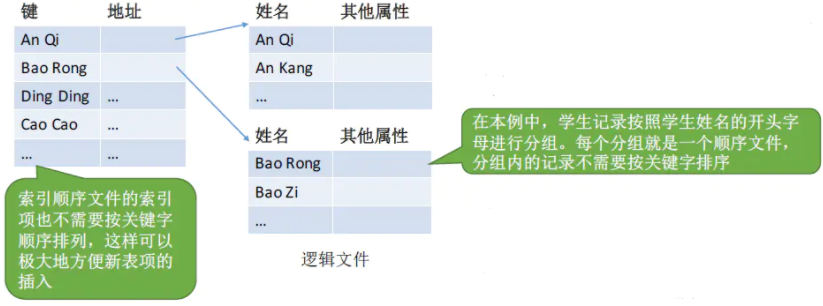 键 地址
An Qi
Bao Rong
Ding Ding …
Cao Cao …
… …
姓名 其他属性
An Qi
An Kang
…
姓名 其他属性
Bao Rong
Bao Zi
…
逻辑文件
在本例中，学生记录按照学生姓名的开头字
母进行分组。每个分组就是一个顺序文件，
分组内的记录不需要按关键字排序
索引顺序文件的索引
项也不需要按关键字
顺序排列，这样可以
极大地方便新表项的
插入